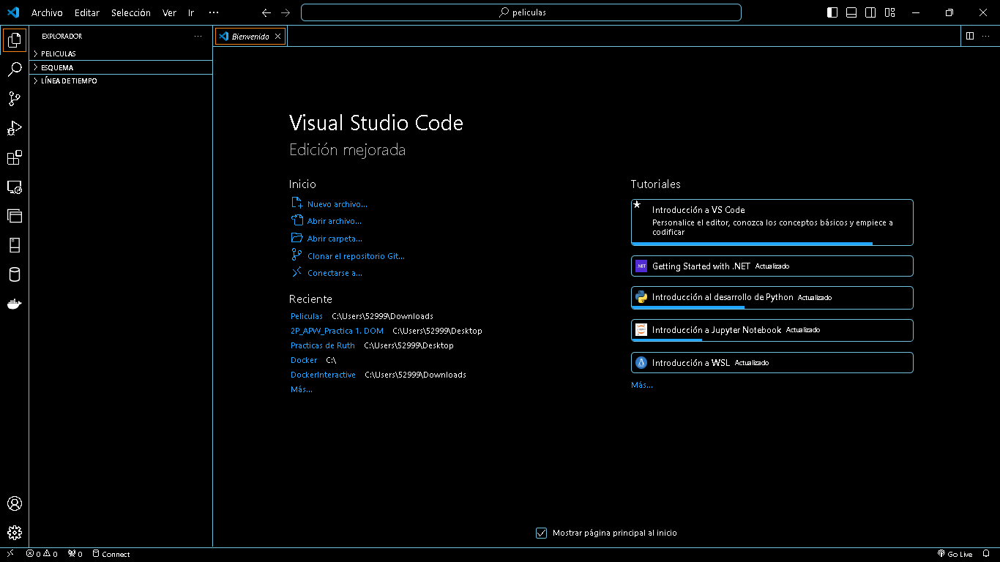 Archivo Editar Selección Ver Ir ···
peliculas
EXPLORADOR ···
PELICULAS
ESQUEMA
LÍNEA DE TIEMPO
Bienvenido
Visual Studio Code
Edición mejorada
Inicio
Nuevo archivo...
Abrir archivo...
Abrir carpeta...
Clonar el repositorio Git...
Conectarse a...
Reciente
Peliculas C:\Users\52999\Downloads
2P_APW_Practica 1. DOM C:\Users\52999\Desktop
Practicas de Ruth C:\Users\52999\Desktop
Docker C:\
DockerInteractive C:\Users\52999\Downloads
Más...
Tutoriales
Introducción a VS Code
Personalice el editor, conozca los conceptos básicos y empiece a
codificar
NET Getting Started with .NET Actualizado
Introducción al desarrollo de Python Actualizado
Introducción a Jupyter Notebook Actualizado
Introducción a WSL Actualizado
Más...
Mostrar página principal al inicio
0 0 0 Connect
Go Live